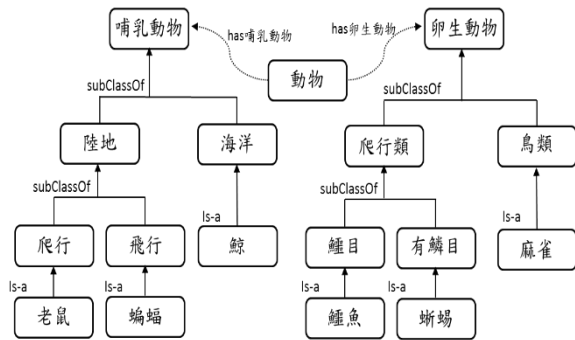 哺乳動物
has哺乳動物
has卵生動物
卵生動物
動物
subClassOf
subClassOf
陸地
海洋
爬行類
鳥類
subClassOf
subClassOf
Is-a
Is-a
爬行
飛行
鯨
鱷目
有鱗目
麻雀
Is-a
Is-a
Is-a
Is-a
老鼠
蝙蝠
鱷魚
蜥蜴